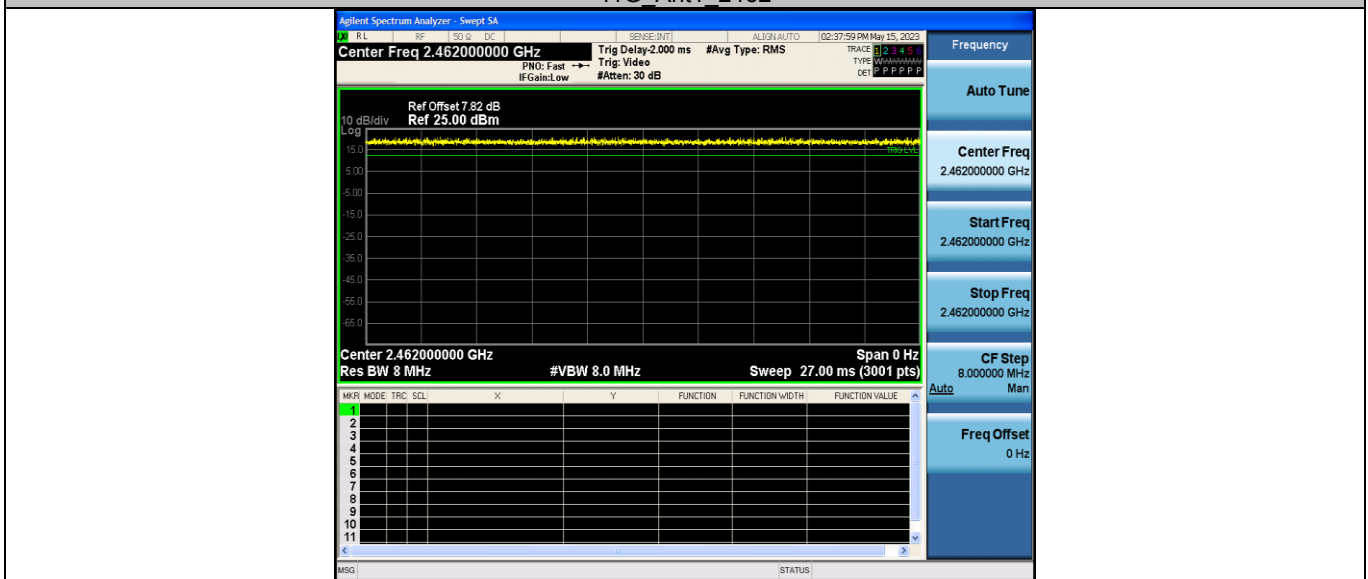 Agilent Spectrum Analyzer - Swept SA
RL RF 50 Ω DC SENSE:INT ALIGN AUTO 02:37:59 PM May 15, 2023
Center Freq 2.462000000 GHz
PNO: Fast
IFGain:Low
Trig Delay-2.000 ms
Trig: Video
#Atten: 30 dB
#Avg Type: RMS
TRACE 1 2 3 4 5 6
TYPE WWWWWW
DET P P P P P P
Ref Offset 7.82 dB
10 dB/div Ref 25.00 dBm
Log
15.0
TRIG LVL
5.00
-5.00
-15.0
-25.0
-35.0
-45.0
-55.0
-65.0
Center 2.462000000 GHz Span 0 Hz
Res BW 8 MHz #VBW 8.0 MHz Sweep 27.00 ms (3001 pts)
MKR MODE TRC SCL X Y FUNCTION FUNCTION WIDTH FUNCTION VALUE
1
2
3
4
5
6
7
8
9
10
11
MSG STATUS
Frequency
Auto Tune
Center Freq
2.462000000 GHz
Start Freq
2.462000000 GHz
Stop Freq
2.462000000 GHz
CF Step
8.000000 MHz
Auto Man
Freq Offset
0 Hz